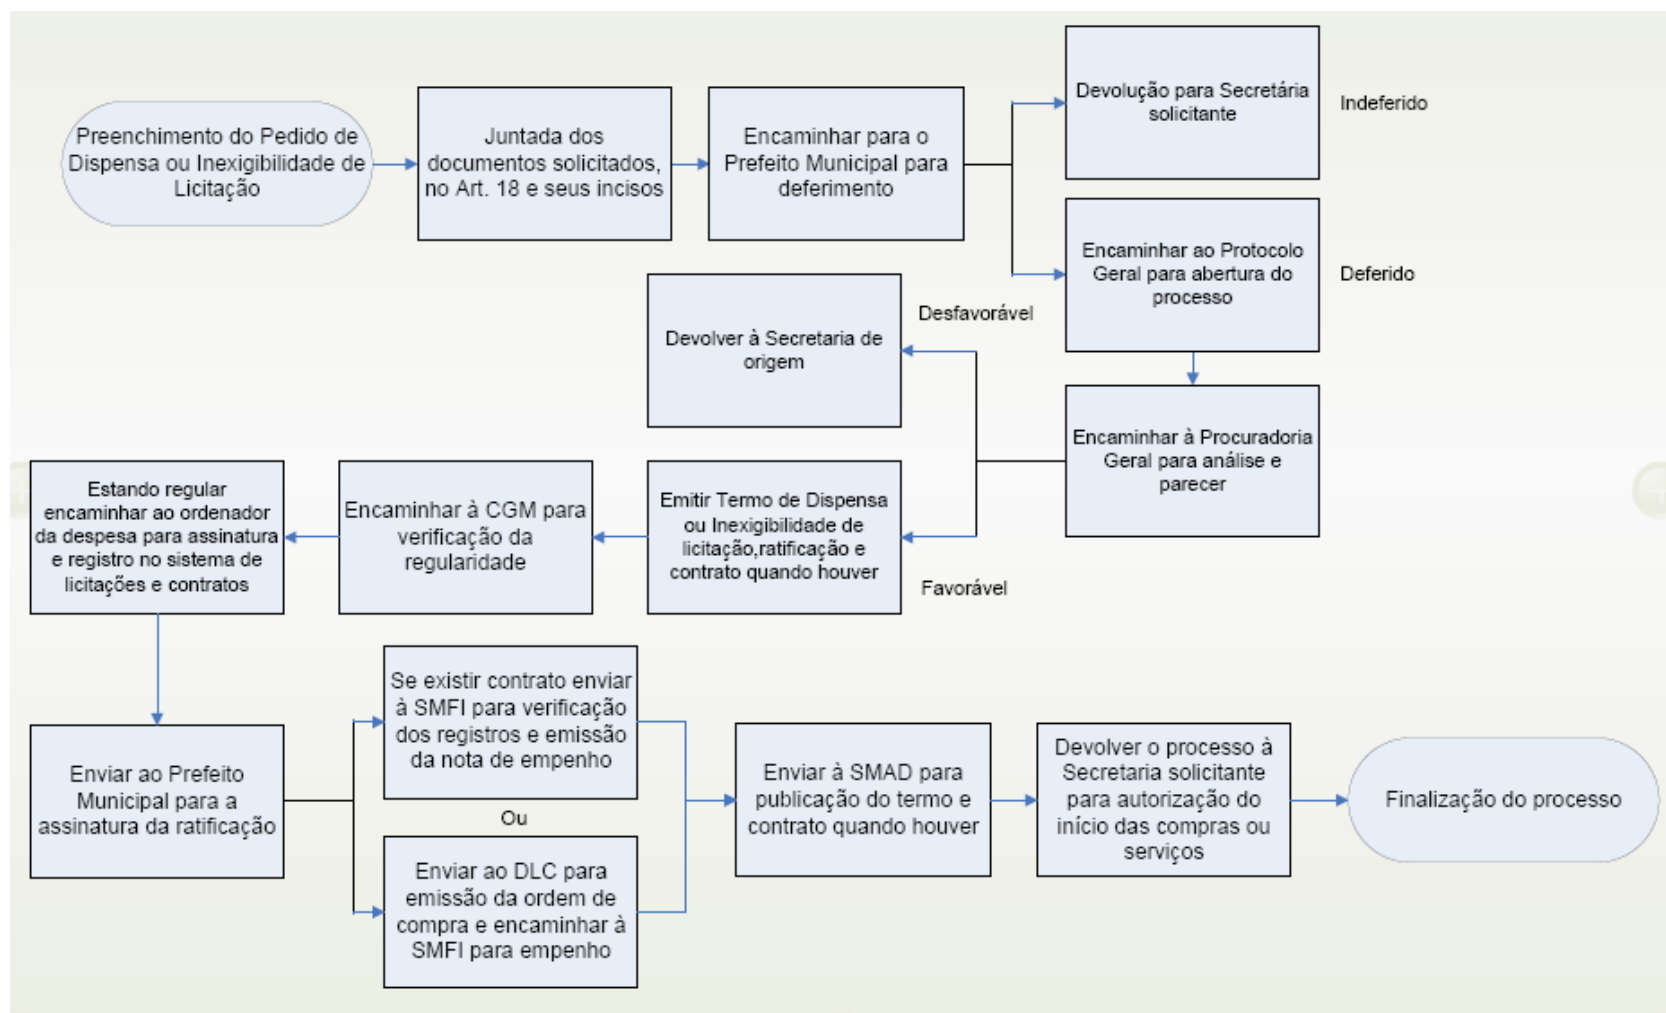 Preenchimento do Pedido de
Dispensa ou Inexigibilidade de
Licitação
Juntada dos
documentos solicitados,
no Art. 18 e seus incisos
Encaminhar para o
Prefeito Municipal para
deferimento
Devolução para Secretária
solicitante
Indeferido
Encaminhar ao Protocolo
Geral para abertura do
processo
Deferido
Encaminhar à Procuradoria
Geral para análise e
parecer
Desfavorável
Devolver à Secretaria de
origem
Emitir Termo de Dispensa
ou Inexigibilidade de
licitação,ratificação e
contrato quando houver
Favorável
Encaminhar à CGM para
verificação da
regularidade
Estando regular
encaminhar ao ordenador
da despesa para assinatura
e registro no sistema de
licitações e contratos
Enviar ao Prefeito
Municipal para a
assinatura da ratificação
Se existir contrato enviar
à SMFI para verificação
dos registros e emissão
da nota de empenho
Ou
Enviar ao DLC para
emissão da ordem de
compra e encaminhar à
SMFI para empenho
Enviar à SMAD para
publicação do termo e
contrato quando houver
Devolver o processo à
Secretaria solicitante
para autorização do
início das compras ou
serviços
Finalização do processo